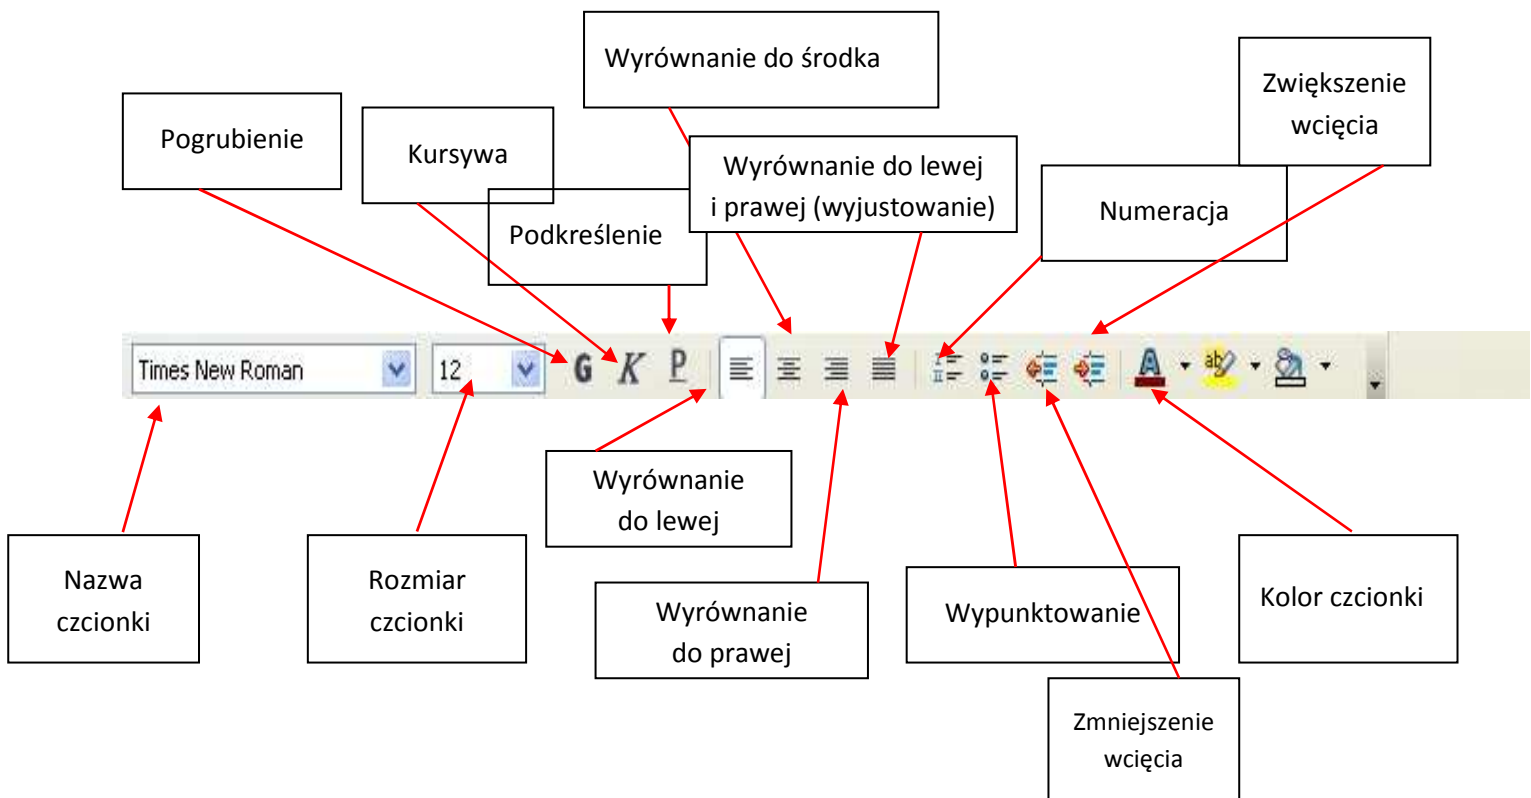 Wyrównanie do środka
Zwiększenie
wcięcia
Pogrubienie
Kursywa
Wyrównanie do lewej
i prawej (wyjustowanie)
Numeracja
Podkreślenie
Times New Roman
12
G
K
P
A
ab
Wyrównanie
do lewej
Nazwa
czcionki
Rozmiar
czcionki
Wyrównanie
do prawej
Wypunktowanie
Kolor czcionki
Zmniejszenie
wcięcia